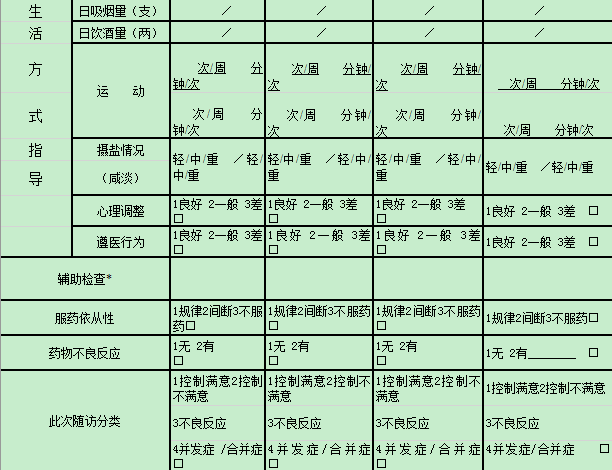 生 日吸烟量（支） ／ ／ ／ ／
活 日饮酒量（两） ／ ／ ／ ／
方 次/周 分 次/周 分钟/ 次/周 分钟/ 次/周 分钟/次
钟/次 次 次
运 动
式 次/周 分 次/周 分钟/ 次/周 分钟/ 次/周 分钟/次
钟/次 次 次
指 摄盐情况 轻/中/重 ／轻/ 轻/中/重 ／轻/中/ 轻/中/重 ／轻/中/ 轻/中/重 ／轻/中/重
导 （咸淡） 中/重 重 重
心理调整 1良好 2一般 3差 1良好 2一般 3差 1良好 2一般 3差 1良好 2一般 3差 □
□ □ □
遵医行为 1良好 2一般 3差 1良好 2一般 3差 1良好 2一般 3差 1良好 2一般 3差 □
□ □ □
辅助检查*
服药依从性 1规律2间断3不服 1规律2间断3不服药 1规律2间断3不服药 1规律2间断3不服药□
药□ □ □
药物不良反应 1无 2有 1无 2有 1无 2有 1无 2有________ □
□ □ □
1控制满意2控制 1控制满意2控制不 1控制满意2控制不 1控制满意2控制不满意
不满意 满意 满意
此次随访分类 3不良反应 3不良反应 3不良反应 3不良反应
4并发症 /合并症 4并发症/合并症 4并发症/合并症 4并发症/合并症 □
□ □ □